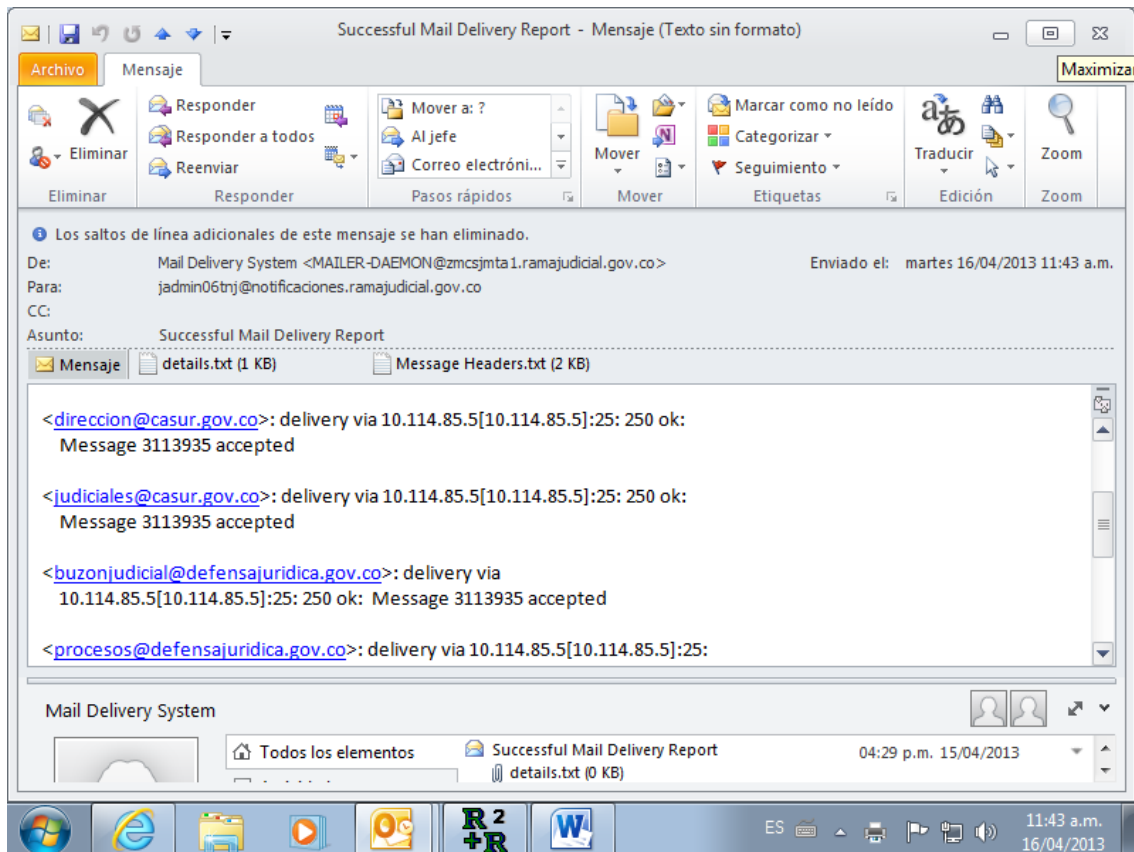 Successful Mail Delivery Report - Mensaje (Texto sin formato)
Archivo Mensaje
Maximiza
Eliminar
Responder
Responder a todos
Reenviar
Mover a: ?
Al jefe
Correo electróni...
Mover
Marcar como no leído
Categorizar
Seguimiento
Traducir
Zoom
Eliminar Responder Pasos rápidos Mover Etiquetas Edición Zoom
Los saltos de línea adicionales de este mensaje se han eliminado.
De: Mail Delivery System <MAILER-DAEMON@zmcsjmta1.ramajudicial.gov.co> Enviado el: martes 16/04/2013 11:43 a.m.
Para: jadmin06tnj@notificaciones.ramajudicial.gov.co
CC:
Asunto: Successful Mail Delivery Report
Mensaje details.txt (1 KB) Message Headers.txt (2 KB)
<direccion@casur.gov.co>: delivery via 10.114.85.5[10.114.85.5]:25: 250 ok:
Message 3113935 accepted
<judiciales@casur.gov.co>: delivery via 10.114.85.5[10.114.85.5]:25: 250 ok:
Message 3113935 accepted
<buzonjudicial@defensajuridica.gov.co>: delivery via
10.114.85.5[10.114.85.5]:25: 250 ok: Message 3113935 accepted
<procesos@defensajuridica.gov.co>: delivery via 10.114.85.5[10.114.85.5]:25:
Mail Delivery System
Todos los elementos Successful Mail Delivery Report 04:29 p.m. 15/04/2013
details.txt (0 KB)
R 2
+R
W
ES 11:43 a.m.
16/04/2013